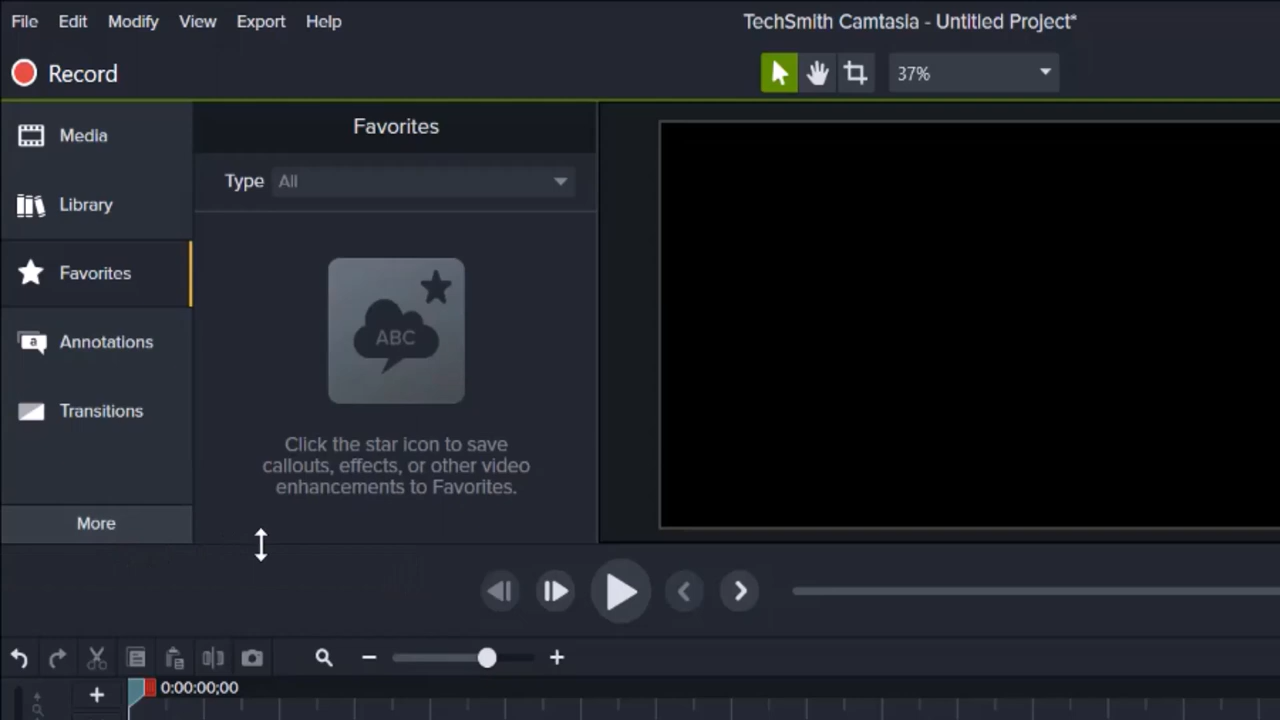 File Edit Modify View Export Help
TechSmith Camtasia - Untitled Project*
Record
37%
Media
Library
Favorites
Annotations
Transitions
More
Favorites
Type All
ABC
Click the star icon to save
callouts, effects, or other video
enhancements to Favorites.
0:00:00;00